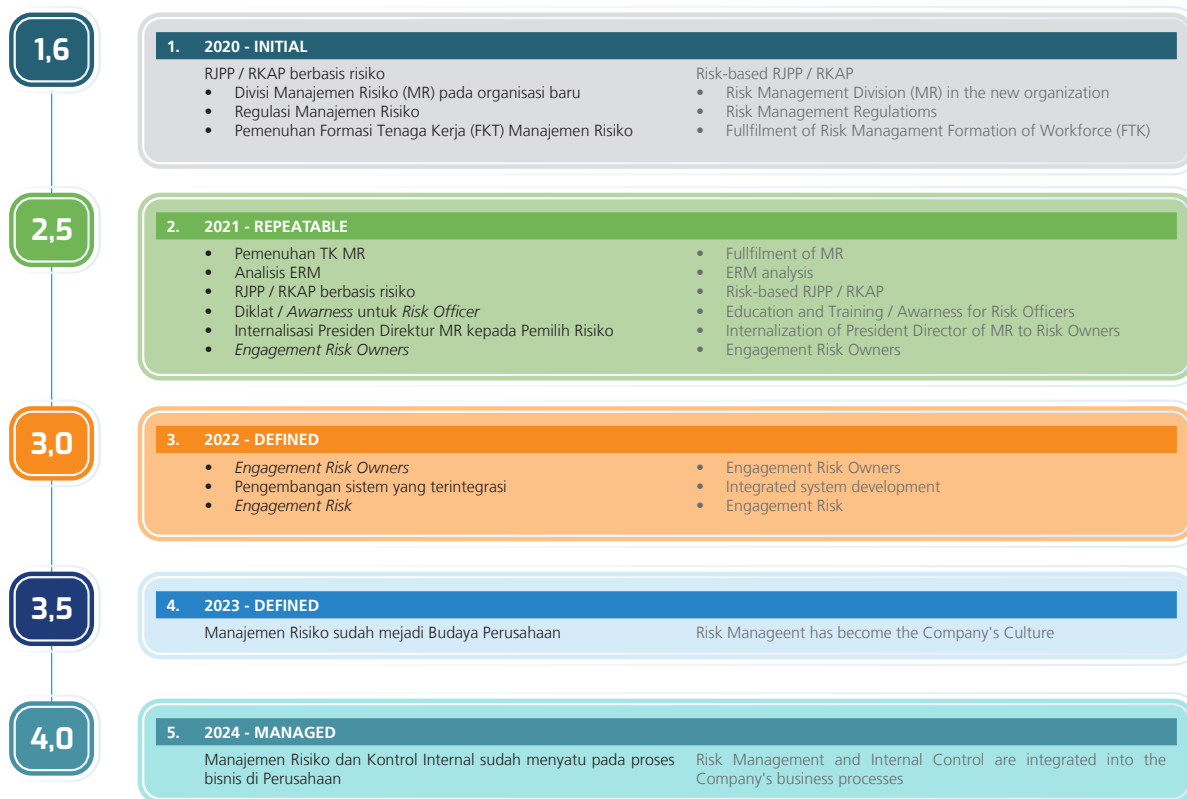 1,6
1. 2020 - INITIAL
RJPP / RKAP berbasis risiko
• Divisi Manajemen Risiko (MR) pada organisasi baru
• Regulasi Manajemen Risiko
• Pemenuhan Formasi Tenaga Kerja (FKT) Manajemen Risiko
Risk-based RJPP / RKAP
• Risk Management Division (MR) in the new organization
• Risk Management Regulatioms
• Fullfilment of Risk Managament Formation of Workforce (FTK)
2,5
2. 2021 - REPEATABLE
• Pemenuhan TK MR
• Analisis ERM
• RJPP / RKAP berbasis risiko
• Diklat / Awarness untuk Risk Officer
• Internalisasi Presiden Direktur MR kepada Pemilih Risiko
• Engagement Risk Owners
• Fullfilment of MR
• ERM analysis
• Risk-based RJPP / RKAP
• Education and Training / Awarness for Risk Officers
• Internalization of President Director of MR to Risk Owners
• Engagement Risk Owners
3,0
3. 2022 - DEFINED
• Engagement Risk Owners
• Pengembangan sistem yang terintegrasi
• Engagement Risk
• Engagement Risk Owners
• Integrated system development
• Engagement Risk
3,5
4. 2023 - DEFINED
Manajemen Risiko sudah mejadi Budaya Perusahaan
Risk Manageent has become the Company's Culture
4,0
5. 2024 - MANAGED
Manajemen Risiko dan Kontrol Internal sudah menyatu pada proses
bisnis di Perusahaan
Risk Management and Internal Control are integrated into the
Company's business processes